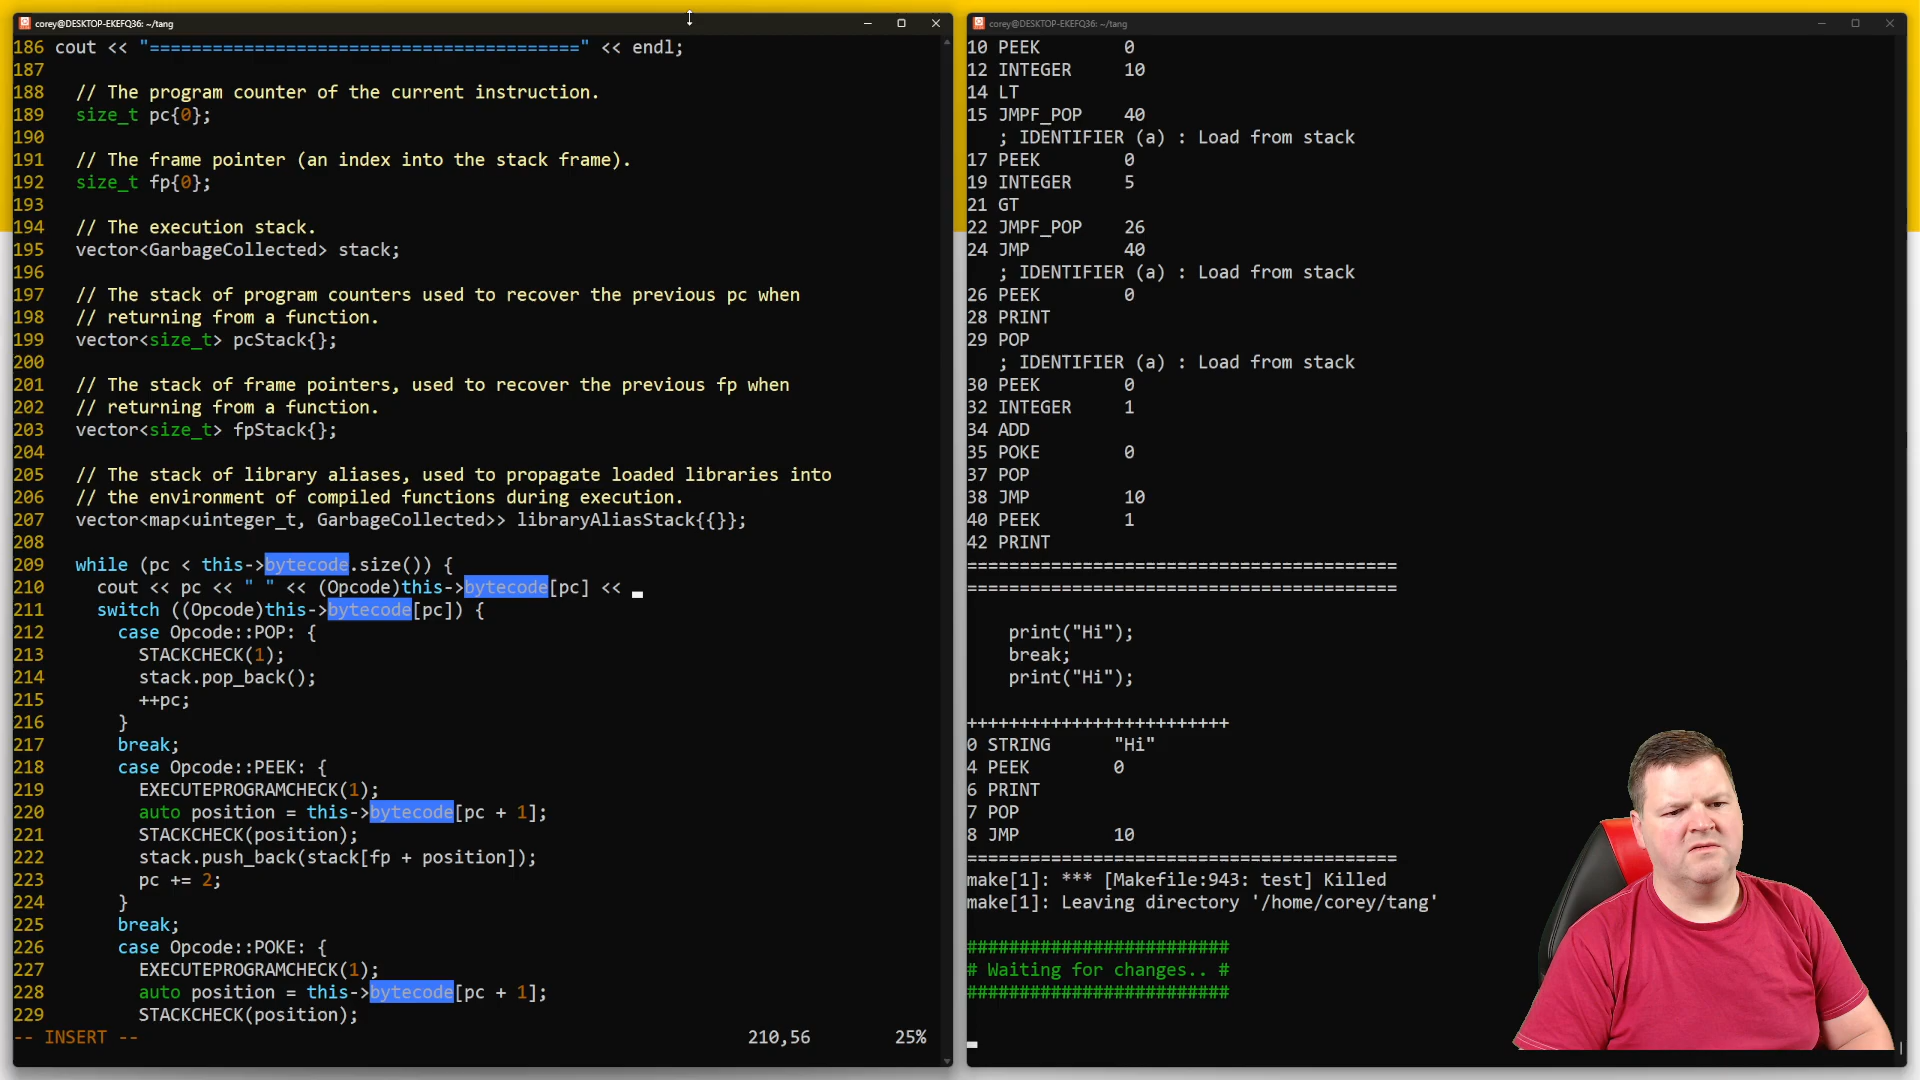 corey@DESKTOP-EKEFQ36: ~/tang
186 cout << "=========================================" << endl;
187
188   // The program counter of the current instruction.
189   size_t pc{0};
190
191   // The frame pointer (an index into the stack frame).
192   size_t fp{0};
193
194   // The execution stack.
195   vector<GarbageCollected> stack;
196
197   // The stack of program counters used to recover the previous pc when
198   // returning from a function.
199   vector<size_t> pcStack{};
200
201   // The stack of frame pointers, used to recover the previous fp when
202   // returning from a function.
203   vector<size_t> fpStack{};
204
205   // The stack of library aliases, used to propagate loaded libraries into
206   // the environment of compiled functions during execution.
207   vector<map<uinteger_t, GarbageCollected>> libraryAliasStack{{}};
208
209   while (pc < this->bytecode.size()) {
210     cout << pc << " " << (Opcode)this->bytecode[pc] <<
211     switch ((Opcode)this->bytecode[pc]) {
212       case Opcode::POP: {
213         STACKCHECK(1);
214         stack.pop_back();
215         ++pc;
216       }
217       break;
218       case Opcode::PEEK: {
219         EXECUTEPROGRAMCHECK(1);
220         auto position = this->bytecode[pc + 1];
221         STACKCHECK(position);
222         stack.push_back(stack[fp + position]);
223         pc += 2;
224       }
225       break;
226       case Opcode::POKE: {
227         EXECUTEPROGRAMCHECK(1);
228         auto position = this->bytecode[pc + 1];
229         STACKCHECK(position);
-- INSERT -- 210,56 25%
corey@DESKTOP-EKEFQ36: ~/tang
10 PEEK 0
12 INTEGER 10
14 LT
15 JMPF_POP 40
; IDENTIFIER (a) : Load from stack
17 PEEK 0
19 INTEGER 5
21 GT
22 JMPF_POP 26
24 JMP 40
; IDENTIFIER (a) : Load from stack
26 PEEK 0
28 PRINT
29 POP
; IDENTIFIER (a) : Load from stack
30 PEEK 0
32 INTEGER 1
34 ADD
35 POKE 0
37 POP
38 JMP 10
40 PEEK 1
42 PRINT
=========================================
=========================================
print("Hi");
break;
print("Hi");
+++++++++++++++++++++++++
0 STRING "Hi"
4 PEEK 0
6 PRINT
7 POP
8 JMP 10
=========================================
make[1]: *** [Makefile:943: test] Killed
make[1]: Leaving directory '/home/corey/tang'
#########################
# Waiting for changes.. #
#########################